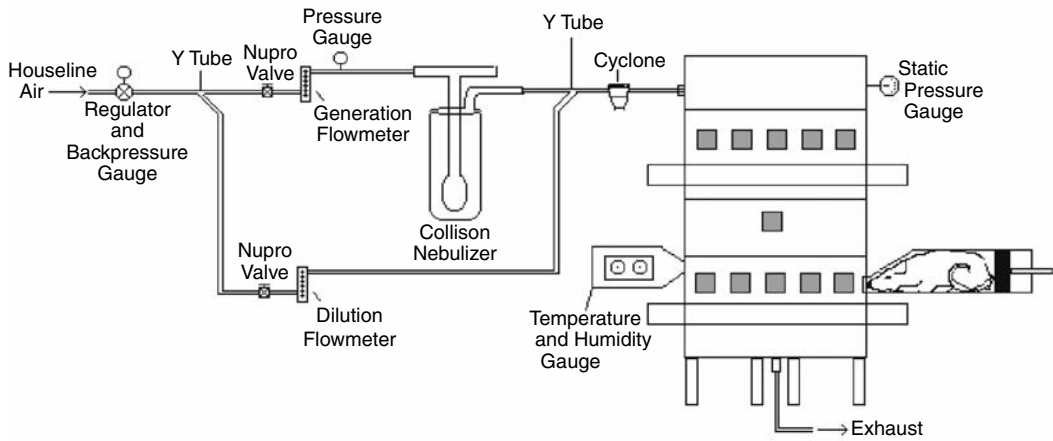 Houseline
Air
Regulator
and
Backpressure
Gauge
Y Tube
Nupro
Valve
Pressure
Gauge
Generation
Flowmeter
Collison
Nebulizer
Nupro
Valve
Dilution
Flowmeter
Y Tube
Cyclone
Static
Pressure
Gauge
Temperature
and Humidity
Gauge
Exhaust